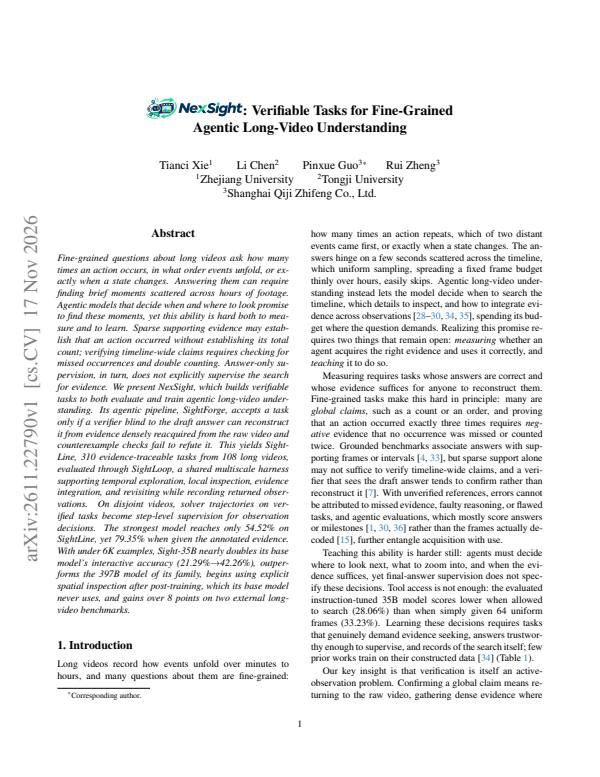 NexSight: Verifiable Tasks for Fine-Grained
Agentic Long-Video Understanding
Tianci Xie¹ Li Chen² Pinxue Guo³* Rui Zheng³
¹Zhejiang University ²Tongji University
³Shanghai Qiji Zhifeng Co., Ltd.
arXiv:2611.22790v1 [cs.CV] 17 Nov 2026
Abstract
Fine-grained questions about long videos ask how many
times an action occurs, in what order events unfold, or ex-
actly when a state changes. Answering them can require
finding brief moments scattered across hours of footage.
Agentic models that decide when and where to look promise
to find these moments, yet this ability is hard both to mea-
sure and to learn. Sparse supporting evidence may estab-
lish that an action occurred without establishing its total
count; verifying timeline-wide claims requires checking for
missed occurrences and double counting. Answer-only su-
pervision, in turn, does not explicitly supervise the search
for evidence. We present NexSight, which builds verifiable
tasks to both evaluate and train agentic long-video under-
standing. Its agentic pipeline, SightForge, accepts a task
only if a verifier blind to the draft answer can reconstruct
it from evidence densely reacquired from the raw video and
counterexample checks fail to refute it. This yields Sight-
Line, 310 evidence-traceable tasks from 108 long videos,
evaluated through SightLoop, a shared multiscale harness
supporting temporal exploration, local inspection, evidence
integration, and revisiting while recording returned obser-
vations. On disjoint videos, solver trajectories on ver-
ified tasks become step-level supervision for observation
decisions. The strongest model reaches only 54.52% on
SightLine, yet 79.35% when given the annotated evidence.
With under 6K examples, Sight-35B nearly doubles its base
model's interactive accuracy (21.29%→42.26%), outper-
forms the 397B model of its family, begins using explicit
spatial inspection after post-training, which its base model
never uses, and gains over 8 points on two external long-
video benchmarks.
1. Introduction
Long videos record how events unfold over minutes to
hours, and many questions about them are fine-grained:
*Corresponding author.
how many times an action repeats, which of two distant
events came first, or exactly when a state changes. The an-
swers hinge on a few seconds scattered across the timeline,
which uniform sampling, spreading a fixed frame budget
thinly over hours, easily skips. Agentic long-video under-
standing instead lets the model decide when to search the
timeline, which details to inspect, and how to integrate evi-
dence across observations [28–30, 34, 35], spending its bud-
get where the question demands. Realizing this promise re-
quires two things that remain open: measuring whether an
agent acquires the right evidence and uses it correctly, and
teaching it to do so.
Measuring requires tasks whose answers are correct and
whose evidence suffices for anyone to reconstruct them.
Fine-grained tasks make this hard in principle: many are
global claims, such as a count or an order, and proving
that an action occurred exactly three times requires neg-
ative evidence that no occurrence was missed or counted
twice. Grounded benchmarks associate answers with sup-
porting frames or intervals [4, 33], but sparse support alone
may not suffice to verify timeline-wide claims, and a veri-
fier that sees the draft answer tends to confirm rather than
reconstruct it [7]. With unverified references, errors cannot
be attributed to missed evidence, faulty reasoning, or flawed
tasks, and agentic evaluations, which mostly score answers
or milestones [1, 30, 36] rather than the frames actually de-
coded [15], further entangle acquisition with use.
Teaching this ability is harder still: agents must decide
where to look next, what to zoom into, and when the evi-
dence suffices, yet final-answer supervision does not spec-
ify these decisions. Tool access is not enough: the evaluated
instruction-tuned 35B model scores lower when allowed
to search (28.06%) than when simply given 64 uniform
frames (33.23%). Learning these decisions requires tasks
that genuinely demand evidence seeking, answers trustwor-
thy enough to supervise, and records of the search itself; few
prior works train on their constructed data [34] (Table 1).
Our key insight is that verification is itself an active-
observation problem. Confirming a global claim means re-
turning to the raw video, gathering dense evidence where
1